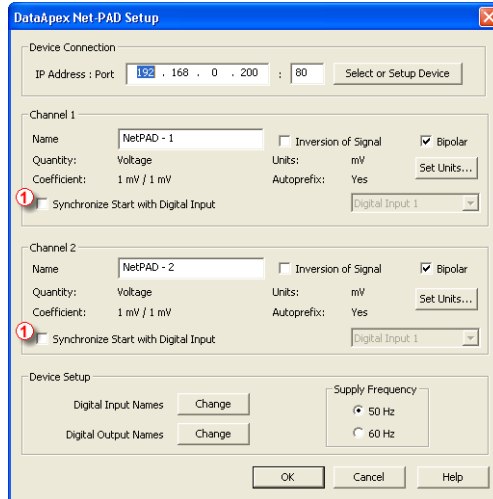 DataApex Net-PAD Setup
Device Connection
IP Address : Port 192 . 168 . 0 . 200 : 80 Select or Setup Device
Channel 1
Name NetPAD - 1 Inversion of Signal Bipolar
Quantity: Voltage Units: mV Set Units...
Coefficient: 1 mV / 1 mV Autoprefix: Yes
1 Synchronize Start with Digital Input Digital Input 1
Channel 2
Name NetPAD - 2 Inversion of Signal Bipolar
Quantity: Voltage Units: mV Set Units...
Coefficient: 1 mV / 1 mV Autoprefix: Yes
1 Synchronize Start with Digital Input Digital Input 1
Device Setup
Supply Frequency
Digital Input Names Change 50 Hz
Digital Output Names Change 60 Hz
OK Cancel Help